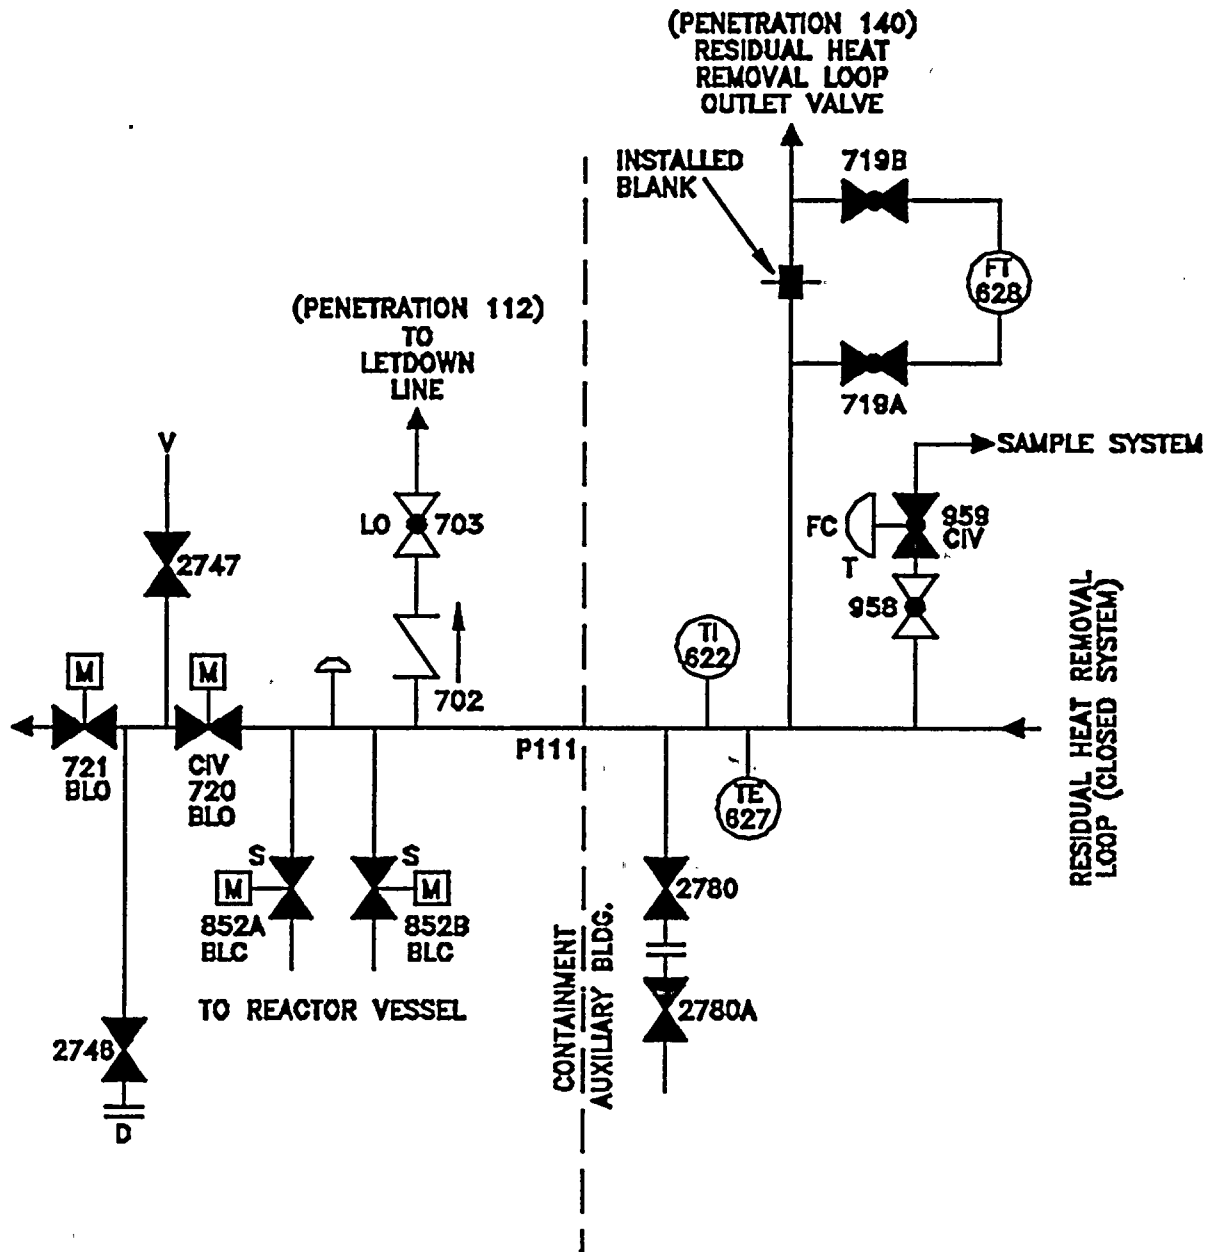 (PENETRATION 140)
RESIDUAL HEAT
REMOVAL LOOP
OUTLET VALVE
INSTALLED
BLANK
719B
FT
628
719A
(PENETRATION 112)
TO
LETDOWN
LINE
SAMPLE SYSTEM
V
LO
703
FC
T
959
CIV
958
2747
702
TI
622
M
M
721
BLO
CIV
720
BLO
P111
TE
627
RESIDUAL HEAT REMOVAL
LOOP (CLOSED SYSTEM)
S
S
M
M
852A
BLC
852B
BLC
TO REACTOR VESSEL
2780
2780A
CONTAINMENT
AUXILIARY BLDG.
2748
D